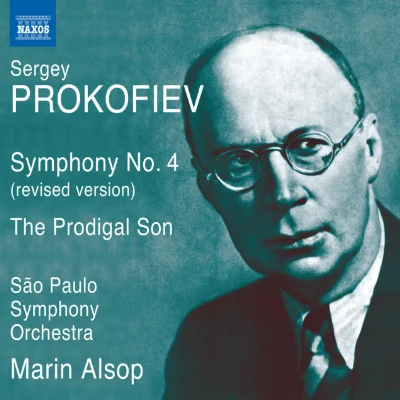 NAXOS
Sergey
PROKOFIEV
Symphony No. 4
(revised version)
The Prodigal Son
São Paulo
Symphony
Orchestra
Marin Alsop